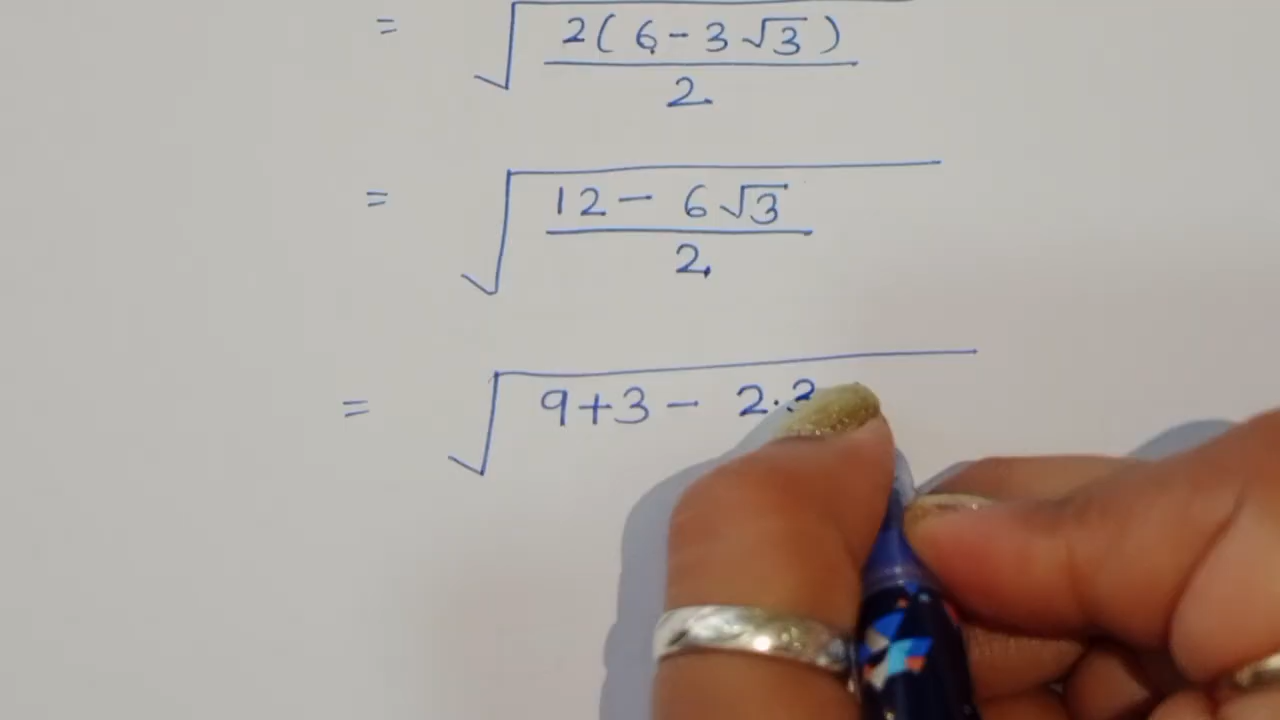 = √(2(6-3√3)/2)
= √((12-6√3)/2)
= √(9+3-2.3